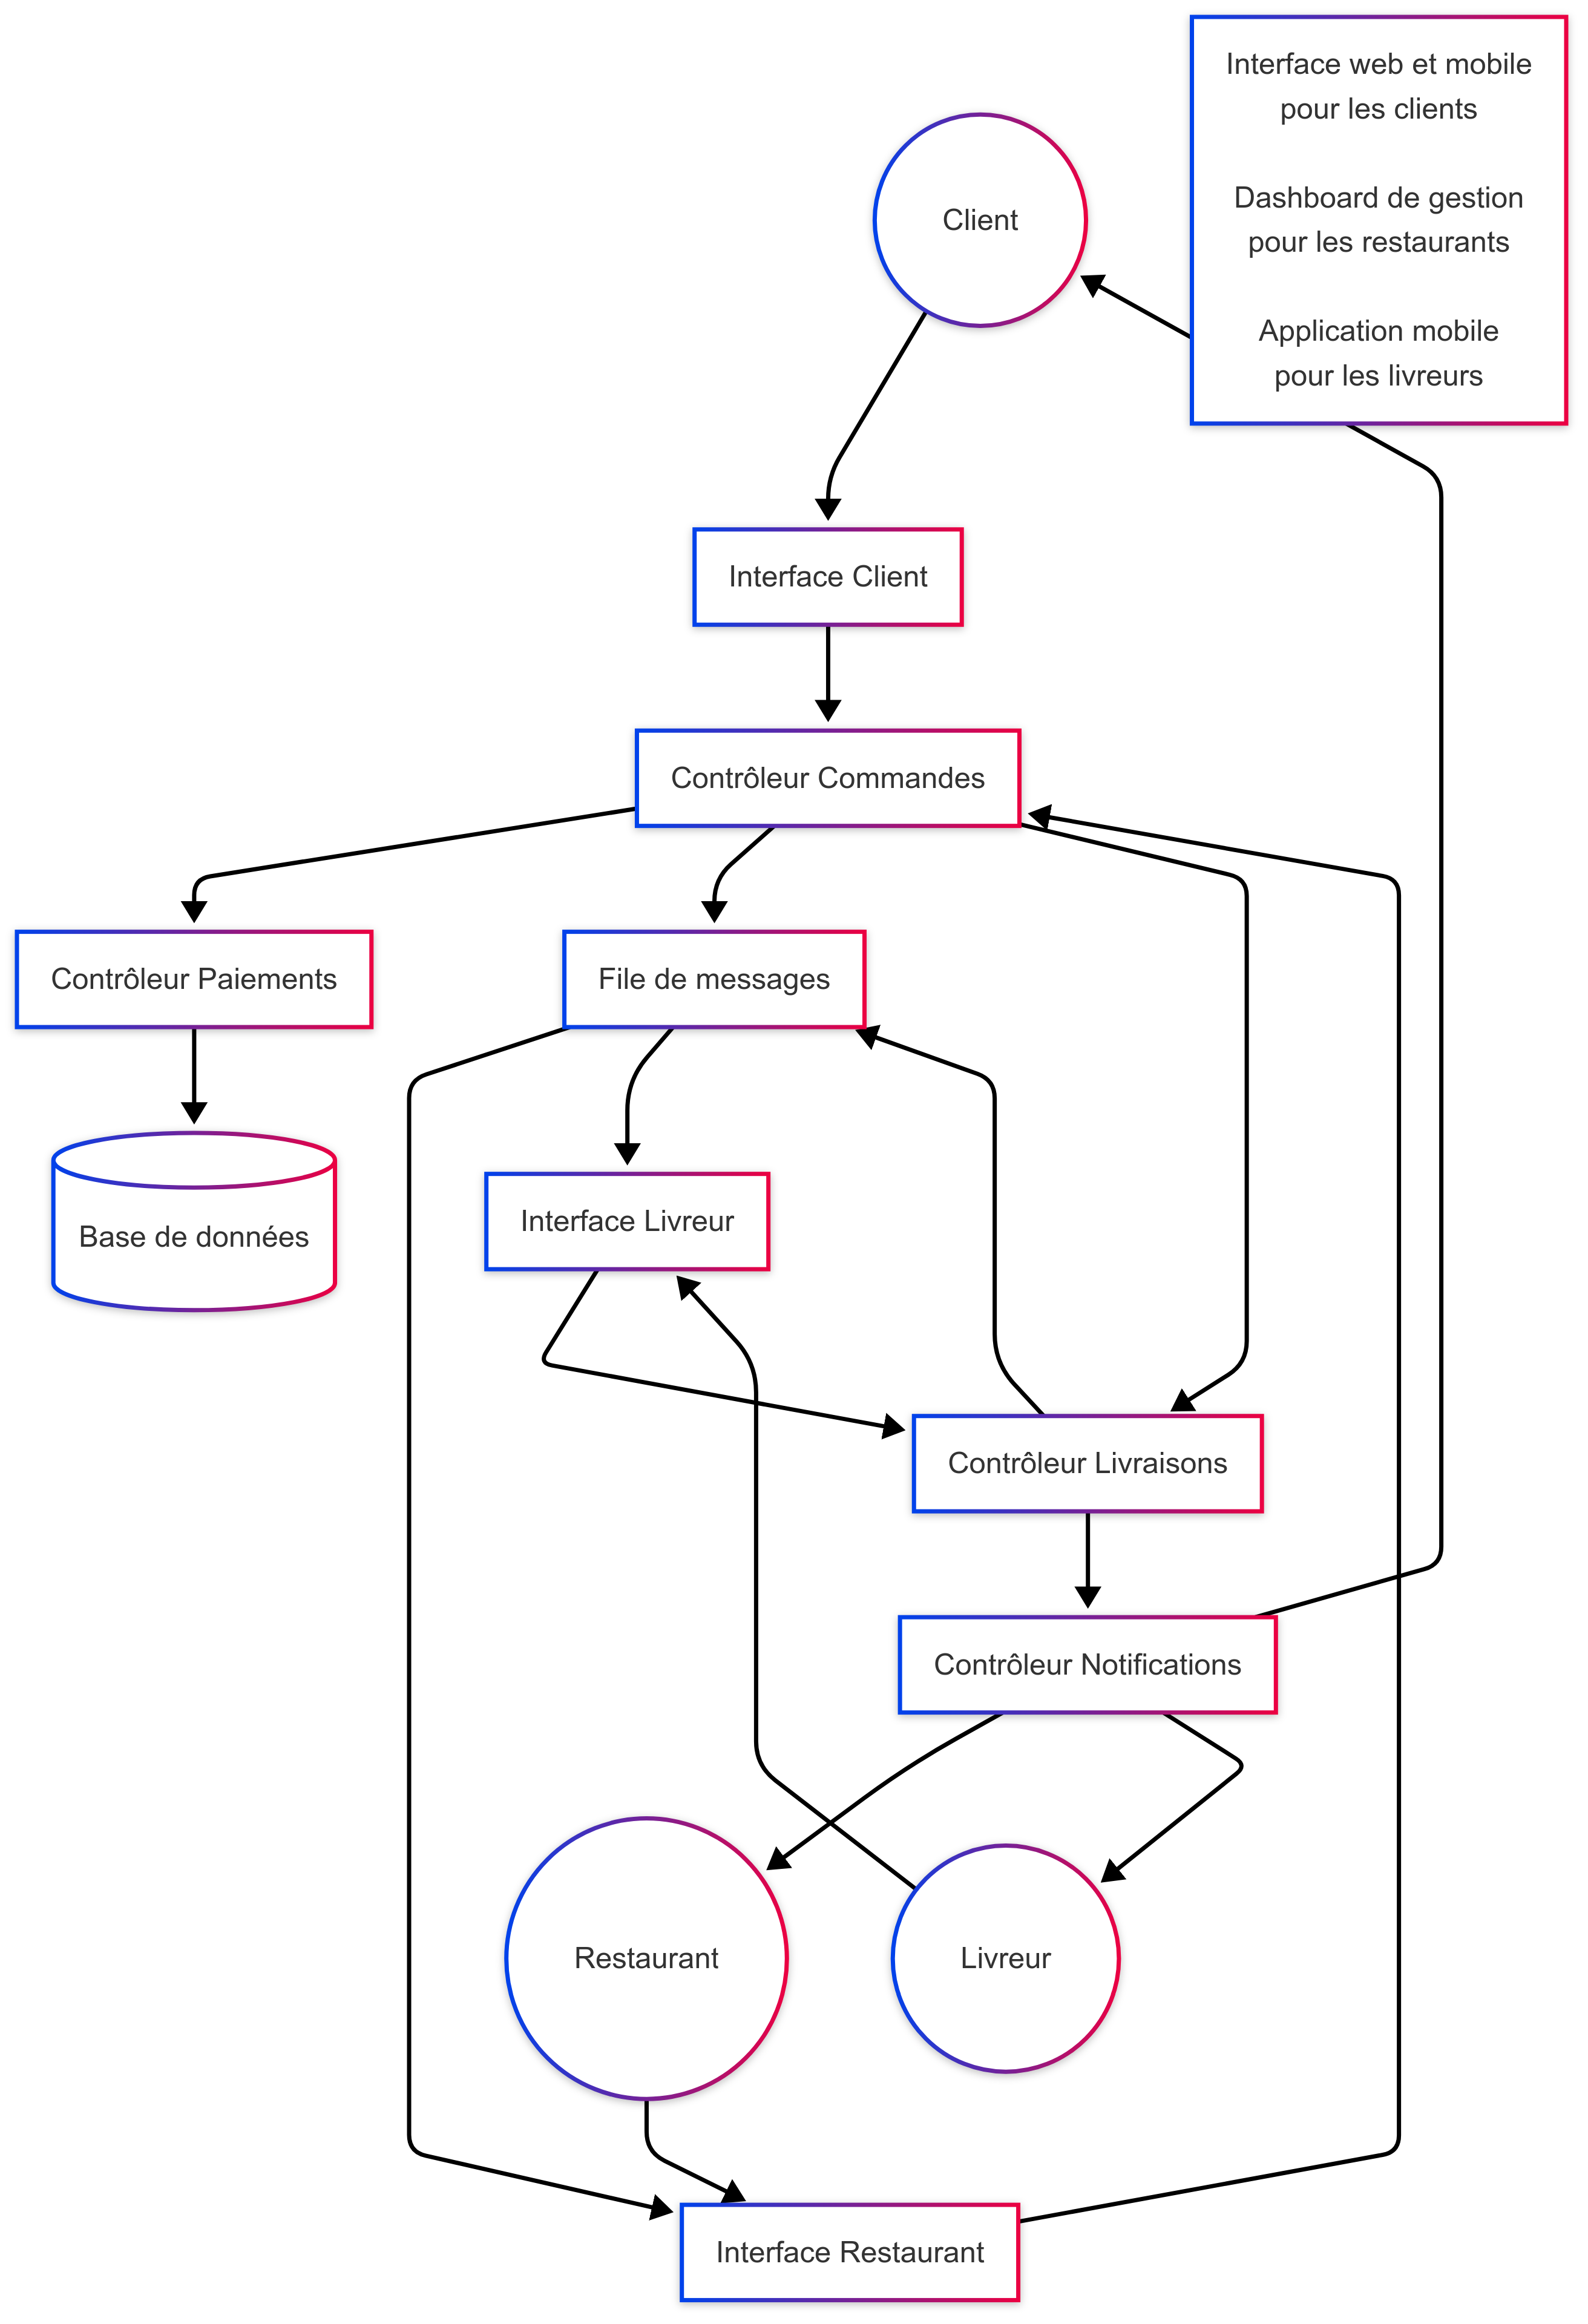 Interface web et mobile
pour les clients
Dashboard de gestion
pour les restaurants
Application mobile
pour les livreurs
Client
Interface Client
Contrôleur Commandes
Contrôleur Paiements
File de messages
Base de données
Interface Livreur
Contrôleur Livraisons
Contrôleur Notifications
Restaurant
Livreur
Interface Restaurant